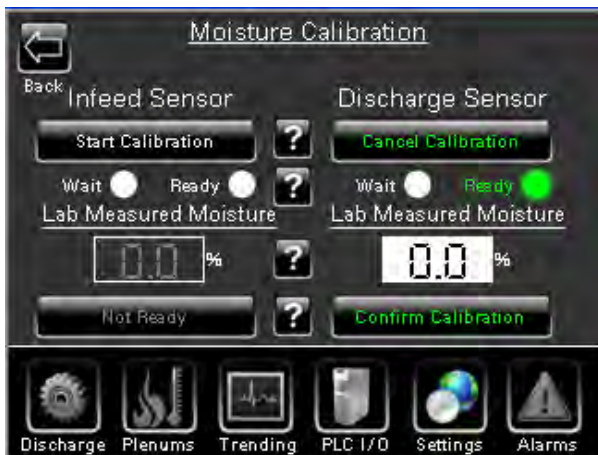 Moisture Calibration
Back
Infeed Sensor Discharge Sensor
Start Calibration ? Cancel Calibration
Wait Ready ? Wait Ready
Lab Measured Moisture Lab Measured Moisture
0.0 % ? 0.0 %
Not Ready ? Confirm Calibration
Discharge Plenums Trending PLC I/O Settings Alarms